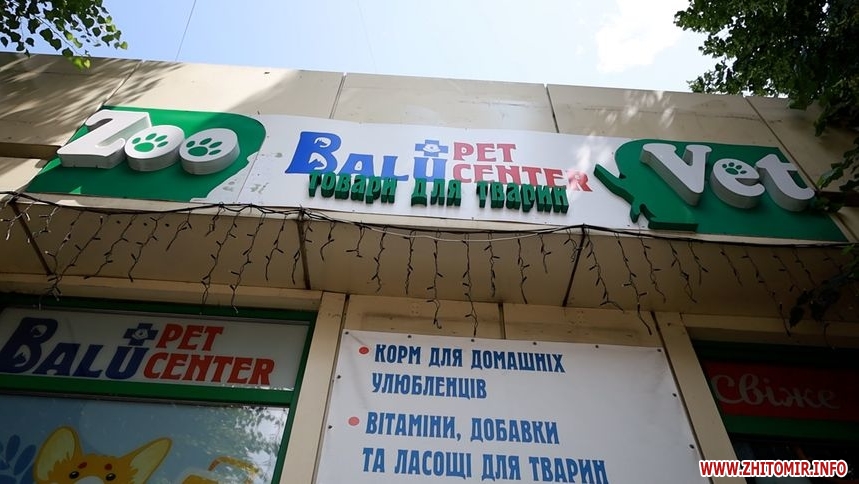 Zoo
BALU PET CENTER
товари для тварин
Vet
BALU PET CENTER
• КОРМ ДЛЯ ДОМАШНІХ
УЛЮБЛЕНЦІВ
• ВІТАМІНИ, ДОБАВКИ
ТА ЛАСОЩІ ДЛЯ ТВАРИН
Свіже
WWW.ZHITOMIR.INFO